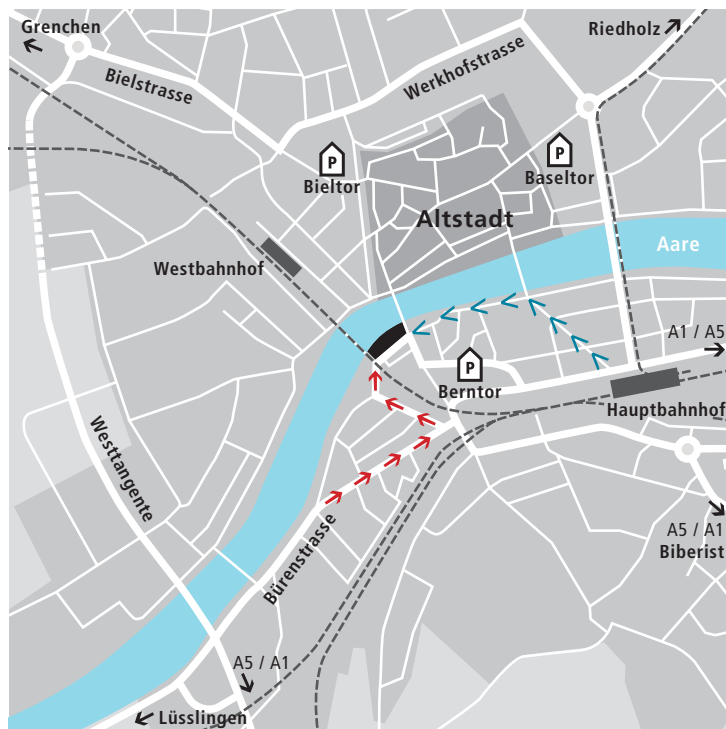 Grenchen
Riedholz
Bielstrasse
Werkhofstrasse
P
Bieltor
P
Baseltor
Altstadt
Westbahnhof
Aare
A1 / A5
P
Berntor
Hauptbahnhof
Westtangente
Bürenstrasse
A5 / A1
Biberist
A5 / A1
Lüsslingen